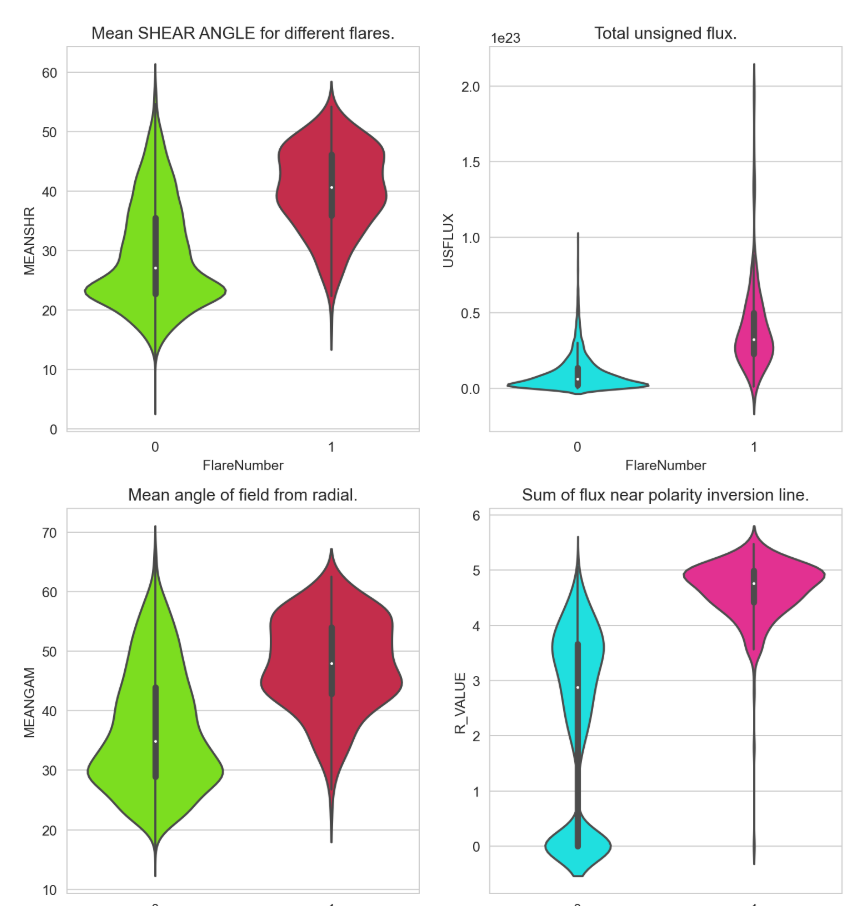 Mean SHEAR ANGLE for different flares.
60
50
40
30
20
10
0
MEANSHR
0 1
FlareNumber
Total unsigned flux.
1e23
2.0
1.5
1.0
0.5
0.0
USFLUX
0 1
FlareNumber
Mean angle of field from radial.
70
60
50
40
30
20
10
MEANGAM
Sum of flux near polarity inversion line.
6
5
4
3
2
1
0
R_VALUE